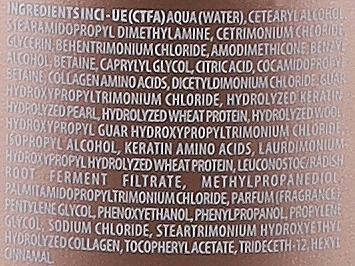 INGREDIENTS INCI - UE (CTFA) AQUA (WATER), CETEARYL ALCOHOL,
STEARAMIDOPROPYL DIMETHYLAMINE, CETRIMONIUM CHLORIDE,
GLYCERIN, BEHENTRIMONIUM CHLORIDE, AMODIMETHICONE, BENZYL
ALCOHOL, BETAINE, CAPRYLYL GLYCOL, CITRIC ACID, COCAMIDOPROPYL
BETAINE, COLLAGEN AMINO ACIDS, DICETYLDIMONIUM CHLORIDE, GUAR
HYDROXYPROPYLTRIMONIUM CHLORIDE, HYDROLYZED KERATIN,
HYDROLYZED PEARL, HYDROLYZED WHEAT PROTEIN, HYDROLYZED WOOL,
HYDROXYPROPYL GUAR HYDROXYPROPYLTRIMONIUM CHLORIDE,
ISOPROPYL ALCOHOL, KERATIN AMINO ACIDS, LAURDIMONIUM
HYDROXYPROPYL HYDROLYZED WHEAT PROTEIN, LEUCONOSTOC/RADISH
ROOT FERMENT FILTRATE, METHYLPROPANEDIOL,
PALMITAMIDOPROPYLTRIMONIUM CHLORIDE, PARFUM (FRAGRANCE),
PENTYLENE GLYCOL, PHENOXYETHANOL, PHENYLPROPANOL, PROPYLENE
GLYCOL, SODIUM CHLORIDE, STEARTRIMONIUM HYDROXYETHYL
HYDROLYZED COLLAGEN, TOCOPHERYL ACETATE, TRIDECETH-12, HEXYL
CINNAMAL.